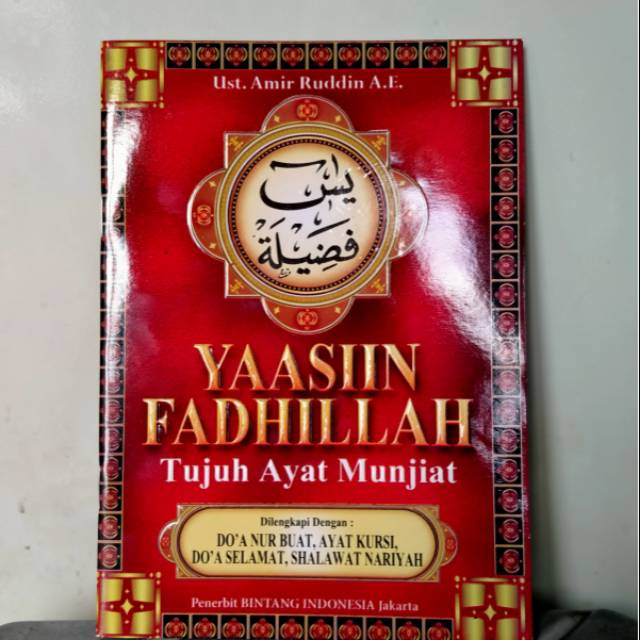 Ust. Amir Ruddin A.E.
يس
فَضِيلَة
YAASIIN
FADHILLAH
Tujuh Ayat Munjiat
Dilengkapi Dengan :
DO'A NUR BUAT, AYAT KURSI,
DO'A SELAMAT, SHALAWAT NARIYAH
Penerbit BINTANG INDONESIA Jakarta